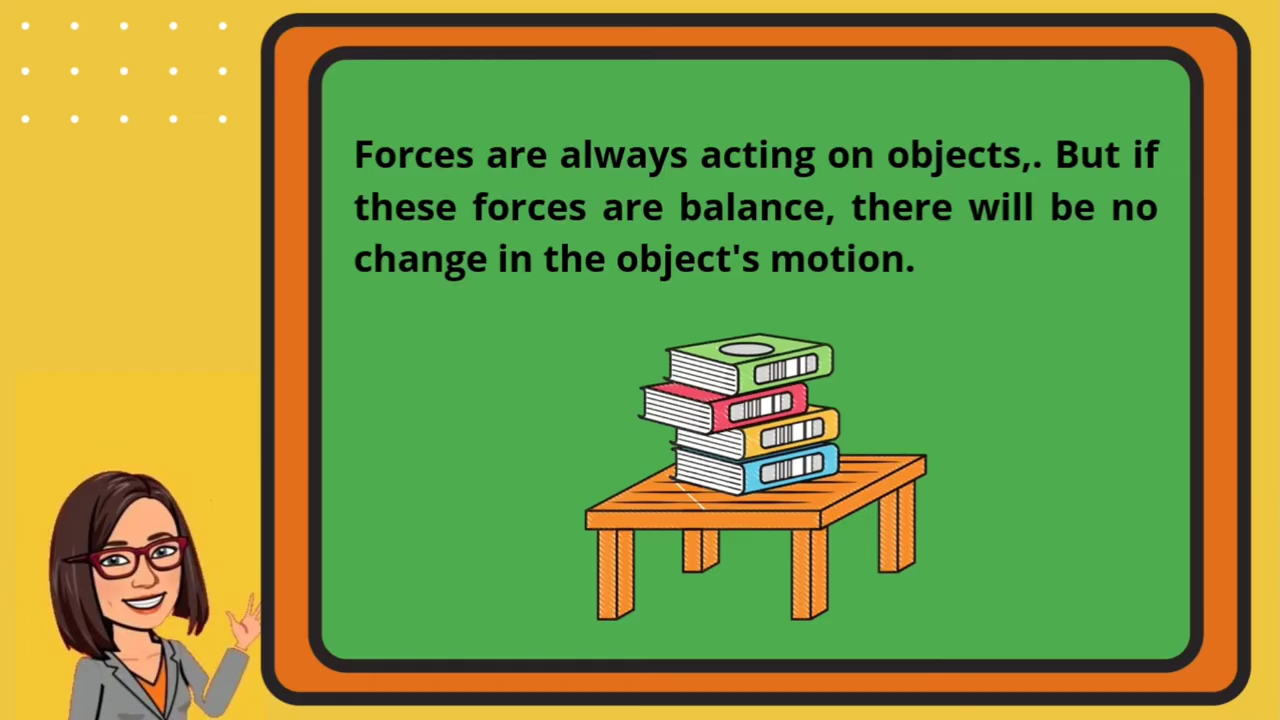 Forces are always acting on objects,. But if
these forces are balance, there will be no
change in the object's motion.